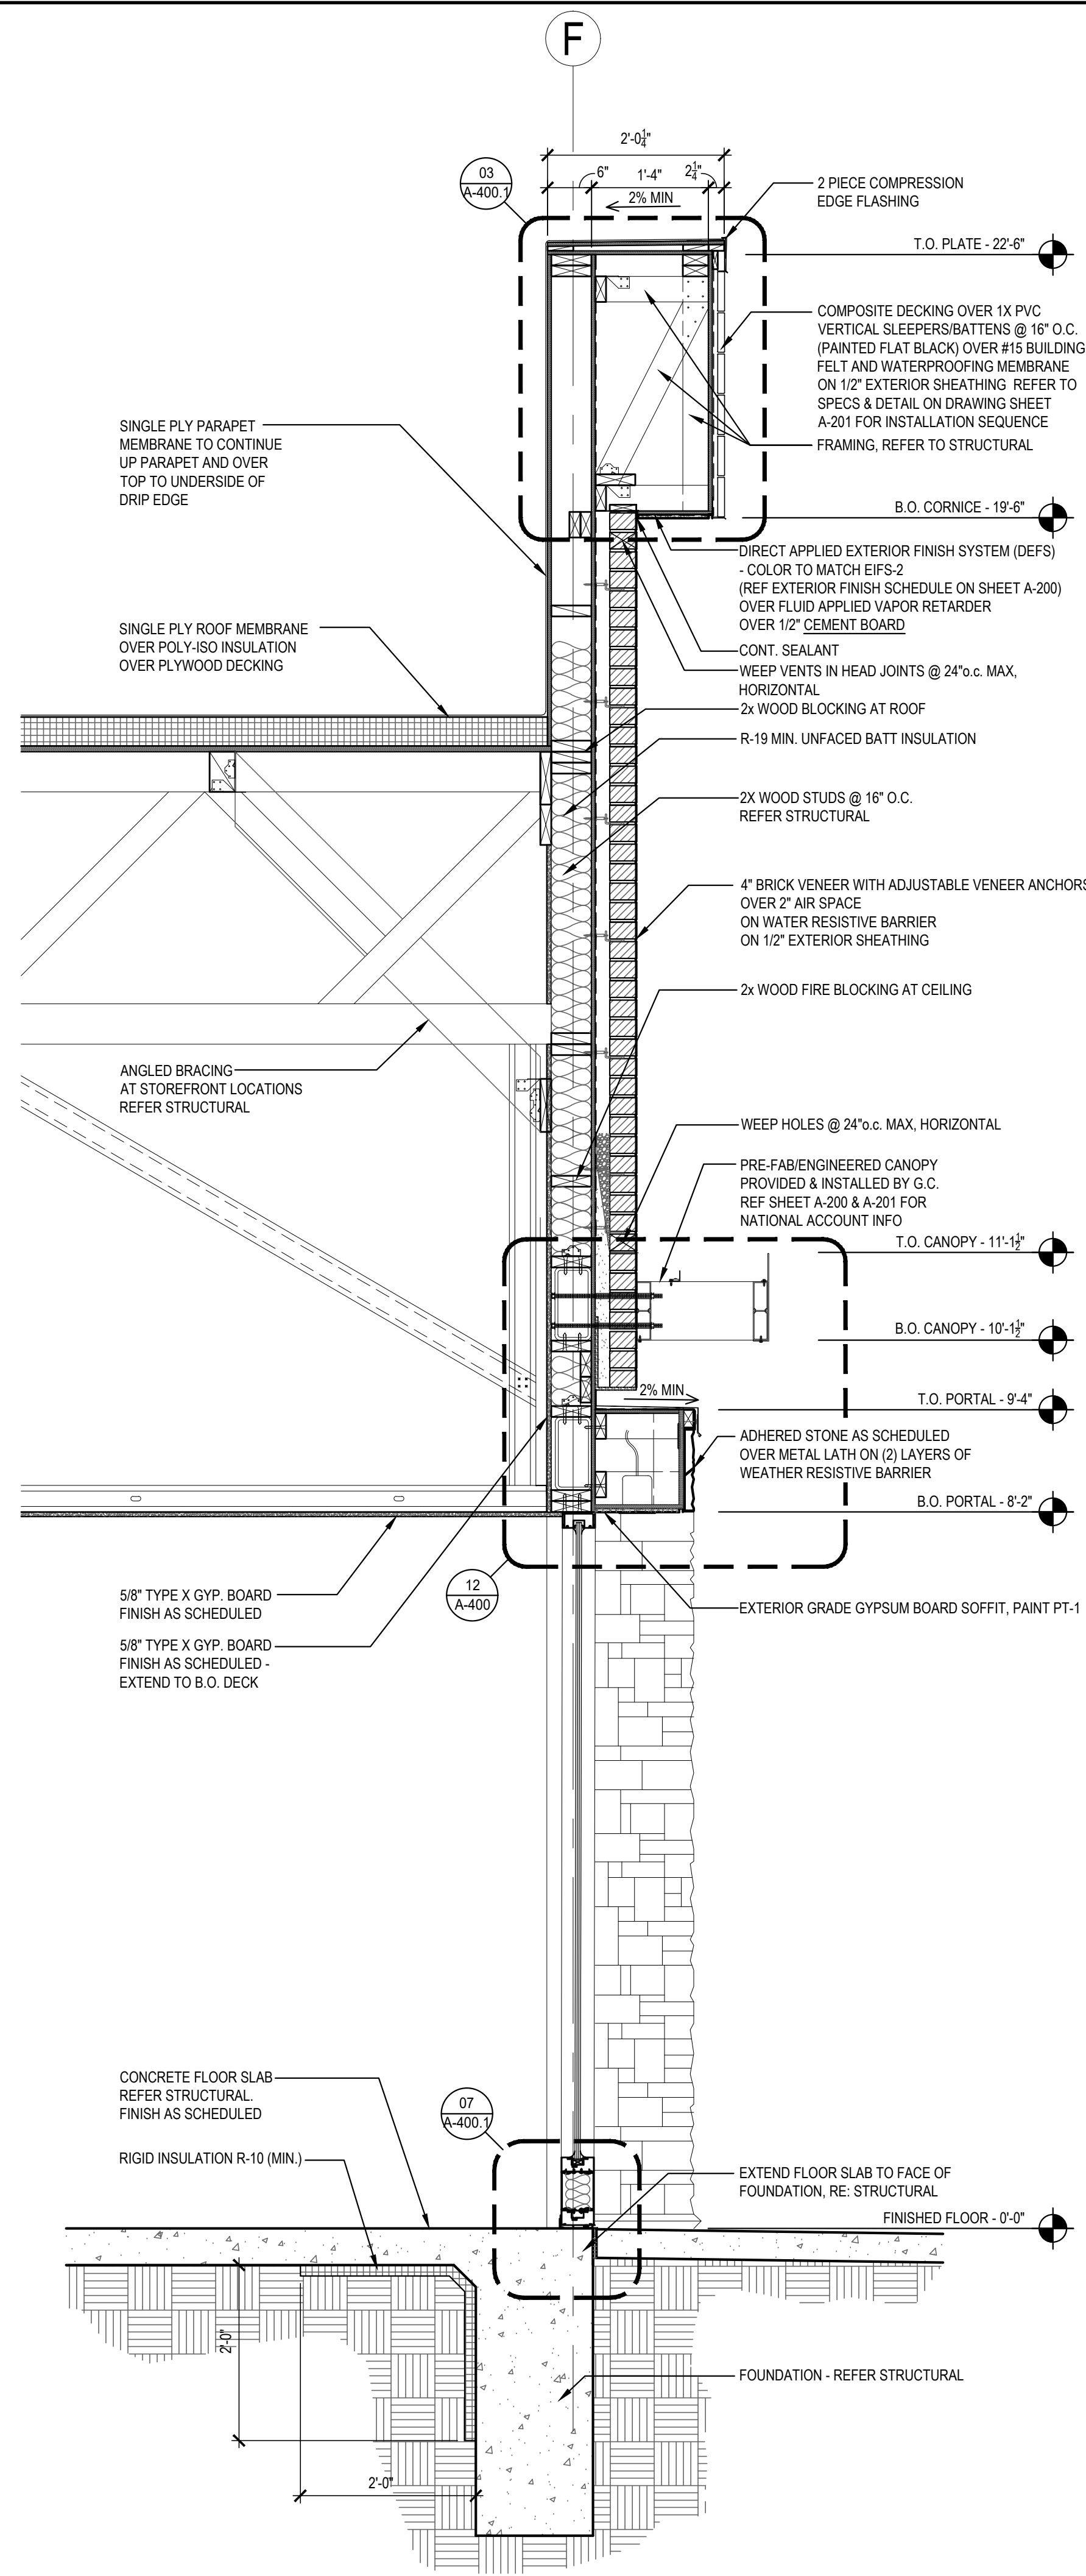 F
2'-0 1/4"
6"
1'-4"
2 1/4"
2% MIN
03
A-400.1
2 PIECE COMPRESSION
EDGE FLASHING
T.O. PLATE - 22'-6"
COMPOSITE DECKING OVER 1X PVC
VERTICAL SLEEPERS/BATTENS @ 16" O.C.
(PAINTED FLAT BLACK) OVER #15 BUILDING
FELT AND WATERPROOFING MEMBRANE
ON 1/2" EXTERIOR SHEATHING REFER TO
SPECS & DETAIL ON DRAWING SHEET
A-201 FOR INSTALLATION SEQUENCE
FRAMING, REFER TO STRUCTURAL
SINGLE PLY PARAPET
MEMBRANE TO CONTINUE
UP PARAPET AND OVER
TOP TO UNDERSIDE OF
DRIP EDGE
B.O. CORNICE - 19'-6"
DIRECT APPLIED EXTERIOR FINISH SYSTEM (DEFS)
- COLOR TO MATCH EIFS-2
(REF EXTERIOR FINISH SCHEDULE ON SHEET A-200)
OVER FLUID APPLIED VAPOR RETARDER
OVER 1/2" CEMENT BOARD
CONT. SEALANT
WEEP VENTS IN HEAD JOINTS @ 24"o.c. MAX,
HORIZONTAL
SINGLE PLY ROOF MEMBRANE
OVER POLY-ISO INSULATION
OVER PLYWOOD DECKING
2x WOOD BLOCKING AT ROOF
R-19 MIN. UNFACED BATT INSULATION
2X WOOD STUDS @ 16" O.C.
REFER STRUCTURAL
4" BRICK VENEER WITH ADJUSTABLE VENEER ANCHORS
OVER 2" AIR SPACE
ON WATER RESISTIVE BARRIER
ON 1/2" EXTERIOR SHEATHING
2x WOOD FIRE BLOCKING AT CEILING
ANGLED BRACING
AT STOREFRONT LOCATIONS
REFER STRUCTURAL
WEEP HOLES @ 24"o.c. MAX, HORIZONTAL
PRE-FAB/ENGINEERED CANOPY
PROVIDED & INSTALLED BY G.C.
REF SHEET A-200 & A-201 FOR
NATIONAL ACCOUNT INFO
T.O. CANOPY - 11'-1 1/2"
B.O. CANOPY - 10'-1 1/2"
2% MIN
T.O. PORTAL - 9'-4"
ADHERED STONE AS SCHEDULED
OVER METAL LATH ON (2) LAYERS OF
WEATHER RESISTIVE BARRIER
B.O. PORTAL - 8'-2"
12
A-400
5/8" TYPE X GYP. BOARD
FINISH AS SCHEDULED
EXTERIOR GRADE GYPSUM BOARD SOFFIT, PAINT PT-1
5/8" TYPE X GYP. BOARD
FINISH AS SCHEDULED -
EXTEND TO B.O. DECK
CONCRETE FLOOR SLAB
REFER STRUCTURAL.
FINISH AS SCHEDULED
07
A-400.1
RIGID INSULATION R-10 (MIN.)
EXTEND FLOOR SLAB TO FACE OF
FOUNDATION, RE: STRUCTURAL
FINISHED FLOOR - 0'-0"
2'-0"
FOUNDATION - REFER STRUCTURAL
2'-0"